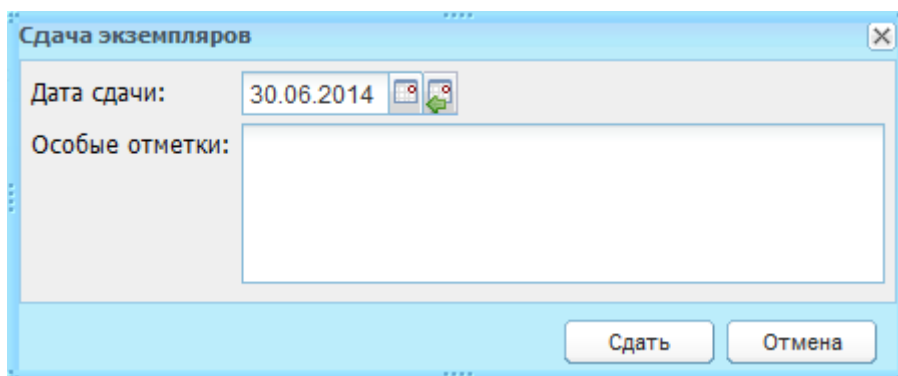 Сдача экземпляров
Дата сдачи: 30.06.2014
Особые отметки:
Сдать Отмена